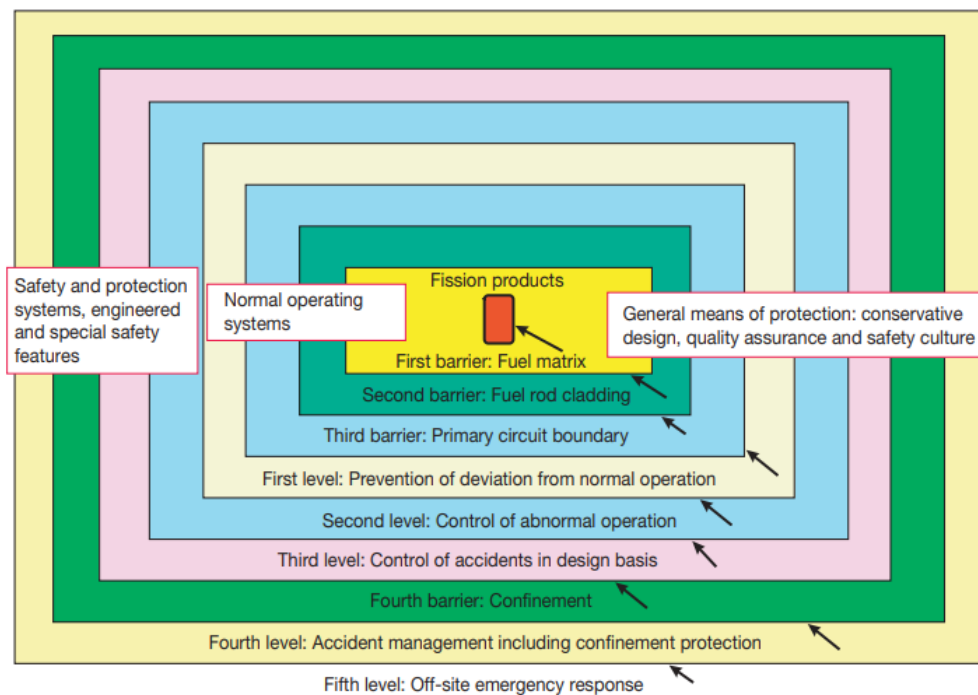 Fission products
First barrier: Fuel matrix
Second barrier: Fuel rod cladding
Third barrier: Primary circuit boundary
First level: Prevention of deviation from normal operation
Second level: Control of abnormal operation
Third level: Control of accidents in design basis
Fourth barrier: Confinement
Fourth level: Accident management including confinement protection
Fifth level: Off-site emergency response
Safety and protection
systems, engineered
and special safety
features
Normal operating
systems
General means of protection: conservative
design, quality assurance and safety culture